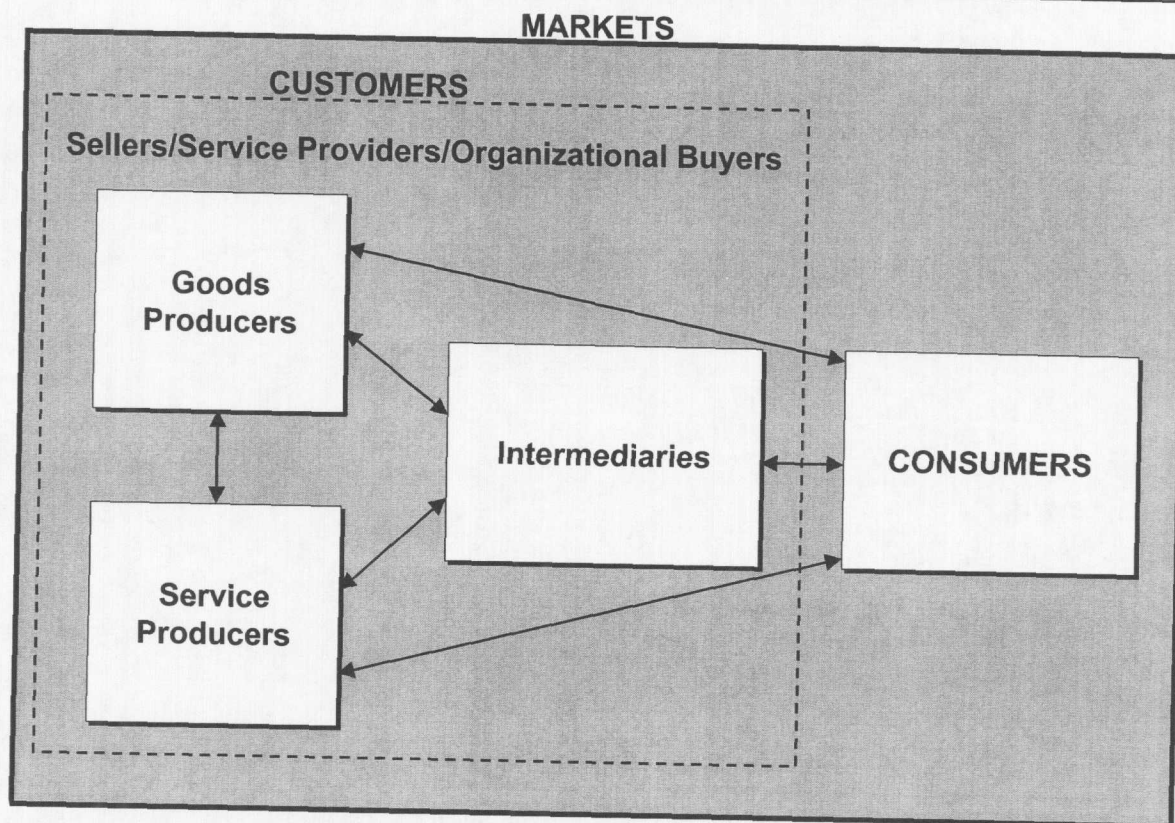 MARKETS
CUSTOMERS
Sellers/Service Providers/Organizational Buyers
Goods
Producers
Intermediaries
CONSUMERS
Service
Producers